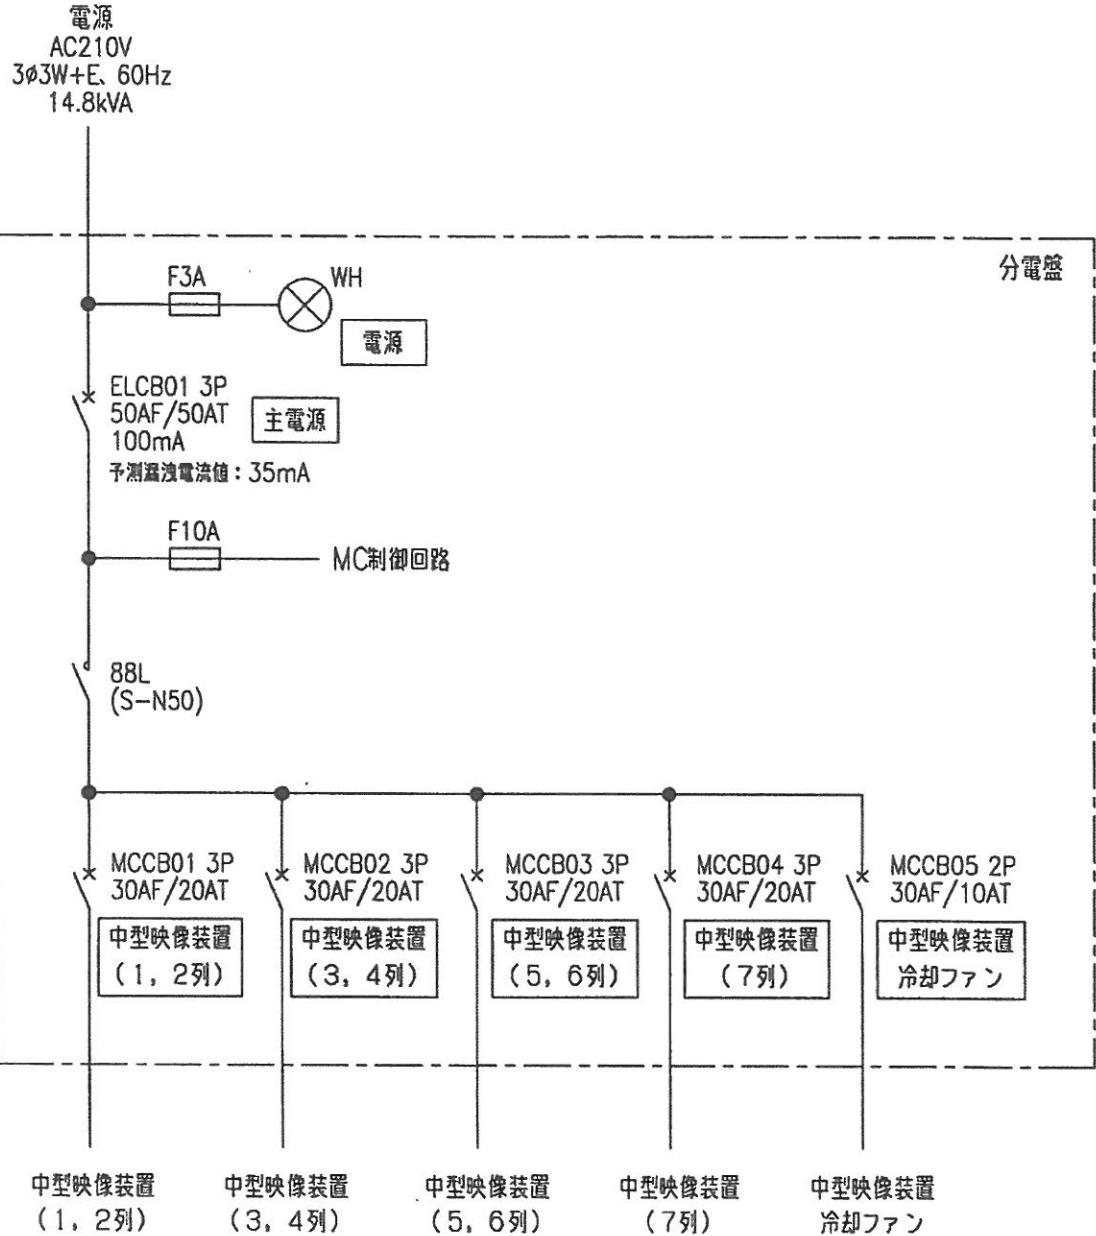 電源
AC210V
3φ3W+E、60Hz
14.8kVA
分電盤
F3A
WH
電源
ELCB01 3P
50AF/50AT
100mA
予測漏洩電流値：35mA
主電源
F10A
MC制御回路
88L
(S-N50)
MCCB01 3P
30AF/20AT
中型映像装置
（1，2列）
MCCB02 3P
30AF/20AT
中型映像装置
（3，4列）
MCCB03 3P
30AF/20AT
中型映像装置
（5，6列）
MCCB04 3P
30AF/20AT
中型映像装置
（7列）
MCCB05 2P
30AF/10AT
中型映像装置
冷却ファン
中型映像装置
（1，2列）
中型映像装置
（3，4列）
中型映像装置
（5，6列）
中型映像装置
（7列）
中型映像装置
冷却ファン